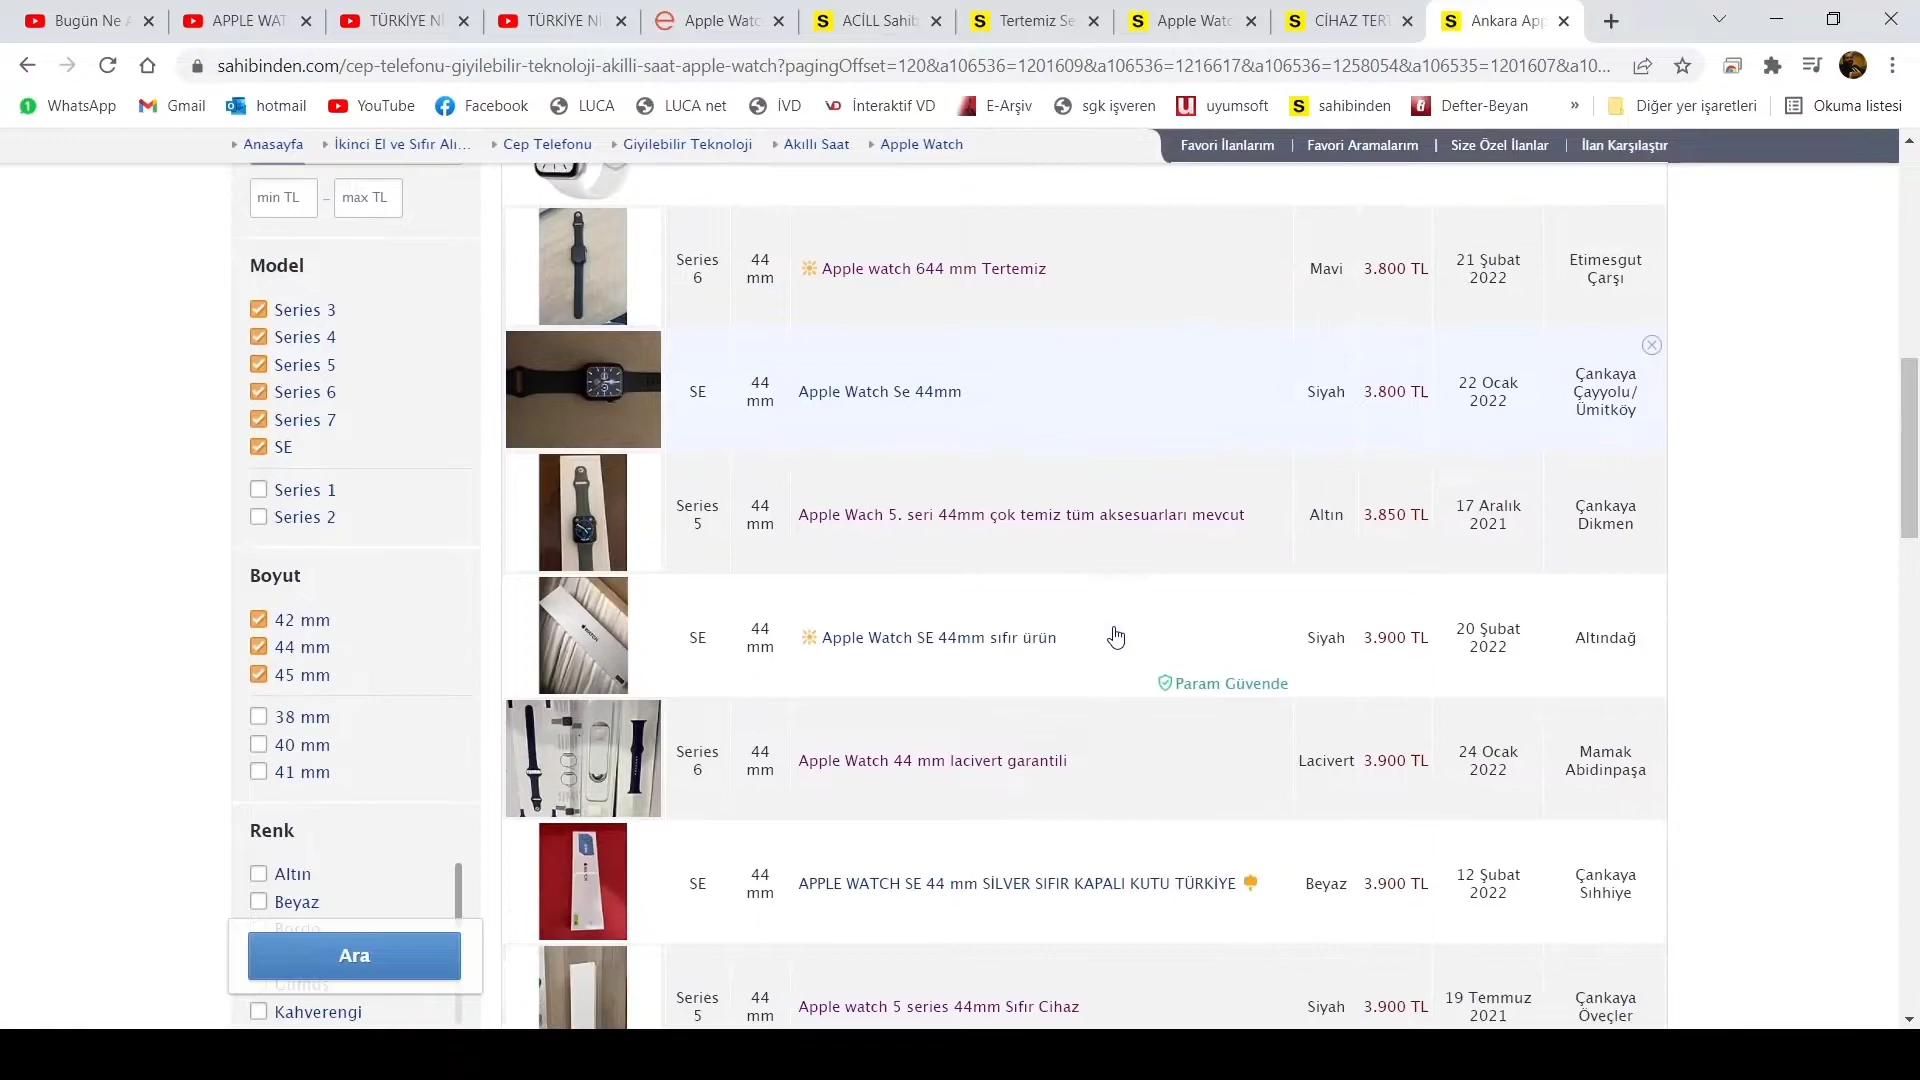 Bugün Ne A
APPLE WAT
TÜRKİYE Nİ
TÜRKİYE Nİ
Apple Watc
ACİLL Sahib
Tertemiz Se
Apple Watc
CİHAZ TERT
Ankara App
sahibinden.com/cep-telefonu-giyilebilir-teknoloji-akilli-saat-apple-watch?pagingOffset=120&a106536=1201609&a106536=1216617&a106536=1258054&a106535=1201607&a10...
WhatsApp
Gmail
hotmail
YouTube
Facebook
LUCA
LUCA net
İVD
İnteraktif VD
E-Arşiv
sgk işveren
uyumsoft
sahibinden
Defter-Beyan
»
Diğer yer işaretleri
Okuma listesi
Anasayfa
İkinci El ve Sıfır Alı...
Cep Telefonu
Giyilebilir Teknoloji
Akıllı Saat
Apple Watch
Favori İlanlarım | Favori Aramalarım | Size Özel İlanlar | İlan Karşılaştır
min TL – max TL
Model
Series 3
Series 4
Series 5
Series 6
Series 7
SE
Series 1
Series 2
Boyut
42 mm
44 mm
45 mm
38 mm
40 mm
41 mm
Renk
Altın
Beyaz
Bordo
Ara
Gümüş
Kahverengi
Series 6 44 mm Apple watch 644 mm Tertemiz Mavi 3.800 TL 21 Şubat 2022 Etimesgut Çarşı
SE 44 mm Apple Watch Se 44mm Siyah 3.800 TL 22 Ocak 2022 Çankaya Çayyolu/ Ümitköy
Series 5 44 mm Apple Wach 5. seri 44mm çok temiz tüm aksesuarları mevcut Altın 3.850 TL 17 Aralık 2021 Çankaya Dikmen
SE 44 mm Apple Watch SE 44mm sıfır ürün Siyah 3.900 TL 20 Şubat 2022 Altındağ
Param Güvende
Series 6 44 mm Apple Watch 44 mm lacivert garantili Lacivert 3.900 TL 24 Ocak 2022 Mamak Abidinpaşa
SE 44 mm APPLE WATCH SE 44 mm SİLVER SIFIR KAPALI KUTU TÜRKİYE Beyaz 3.900 TL 12 Şubat 2022 Çankaya Sıhhiye
Series 5 44 mm Apple watch 5 series 44mm Sıfır Cihaz Siyah 3.900 TL 19 Temmuz 2021 Çankaya Öveçler